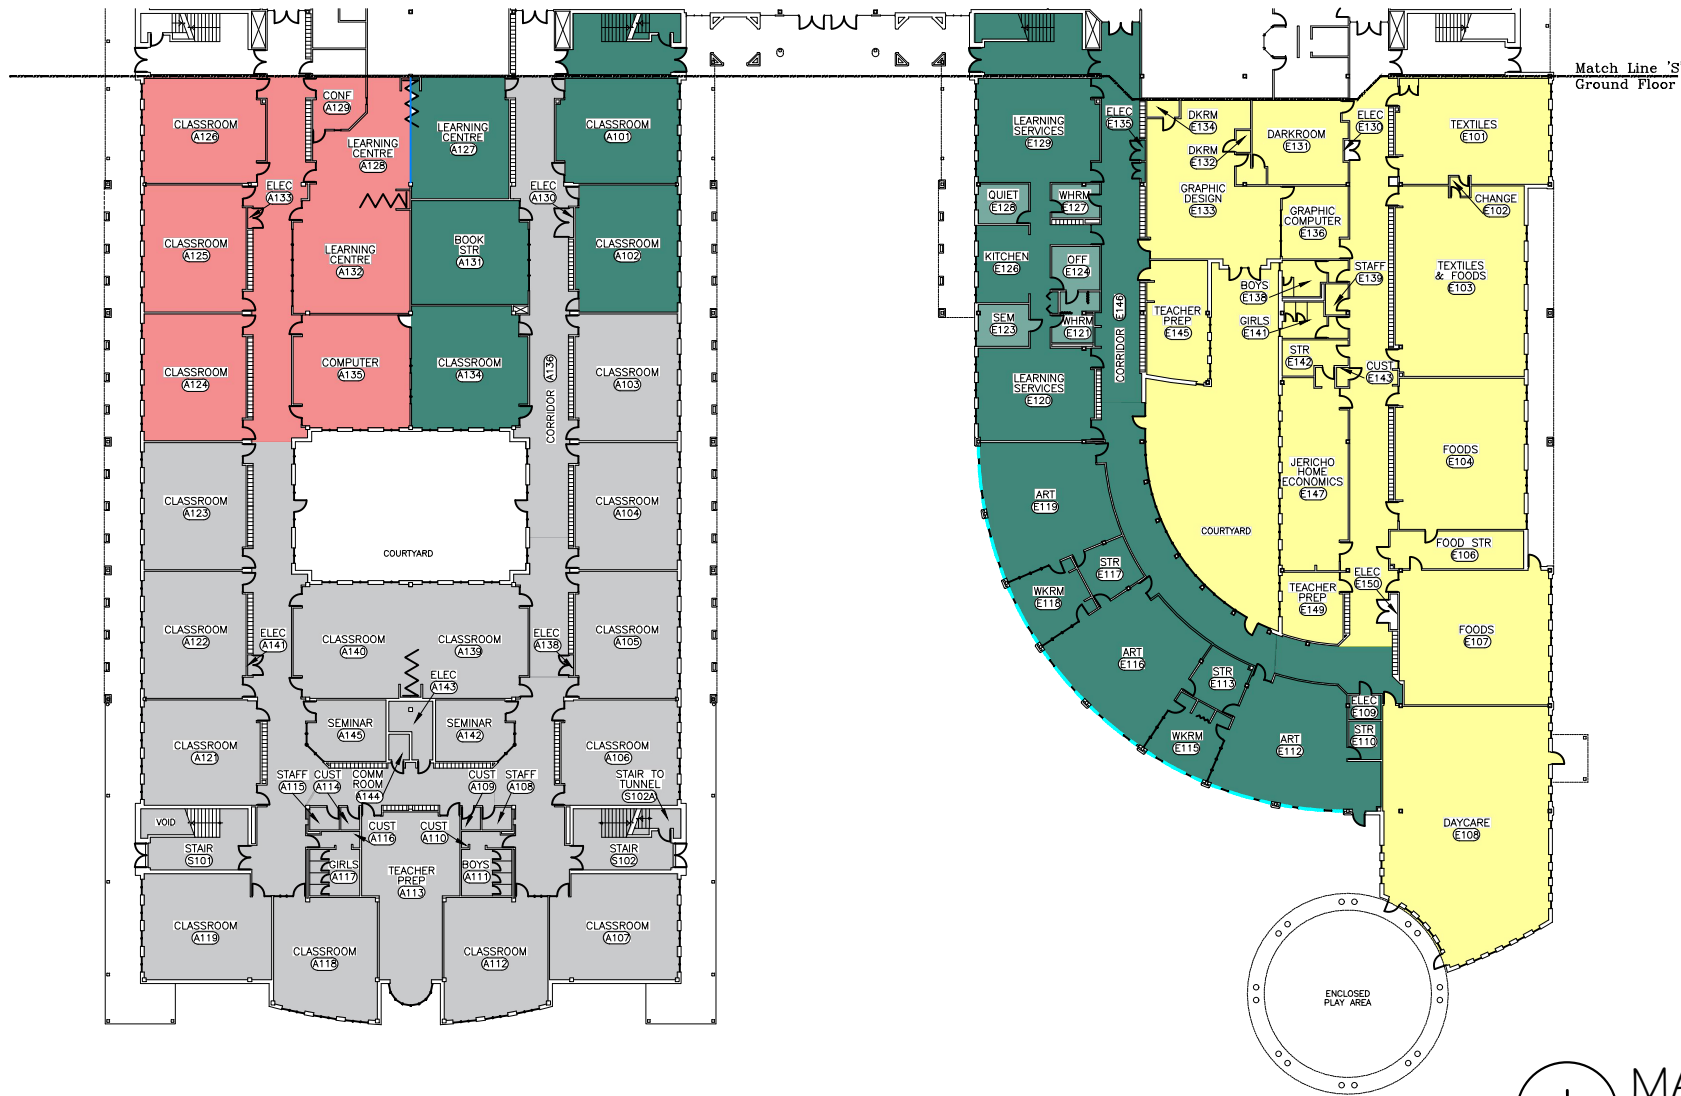 Match Line 'S'
Ground Floor
CONF
A129
CLASSROOM
A126
LEARNING
CENTRE
A128
LEARNING
CENTRE
A127
CLASSROOM
A101
ELEC
A133
ELEC
A130
CLASSROOM
A125
LEARNING
CENTRE
A132
BOOK
STR
A131
CLASSROOM
A102
CLASSROOM
A124
COMPUTER
A135
CLASSROOM
A134
CORRIDOR A136
CLASSROOM
A103
CLASSROOM
A123
COURTYARD
CLASSROOM
A104
CLASSROOM
A122
ELEC
A141
CLASSROOM
A140
CLASSROOM
A139
ELEC
A138
CLASSROOM
A105
ELEC
A143
CLASSROOM
A121
SEMINAR
A145
SEMINAR
A142
CLASSROOM
A106
STAFF
A115
CUST
A114
COMM
ROOM
A144
CUST
A109
STAFF
A108
STAIR TO
TUNNEL
S102A
VOID
CUST
A116
CUST
A110
STAIR
S101
GIRLS
A117
TEACHER
PREP
A113
BOYS
A111
STAIR
S102
CLASSROOM
A119
CLASSROOM
A118
CLASSROOM
A112
CLASSROOM
A107
LEARNING
SERVICES
E129
ELEC
E135
DKRM
E134
DKRM
E132
DARKROOM
E131
ELEC
E130
TEXTILES
E101
QUIET
E128
WHRM
E127
GRAPHIC
DESIGN
E133
GRAPHIC
COMPUTER
E136
CHANGE
E102
KITCHEN
E126
OFF
E124
BOYS
E138
STAFF
E139
TEXTILES
& FOODS
E103
SEM
E123
WHRM
E121
CORRIDOR E146
TEACHER
PREP
E145
GIRLS
E141
STR
E142
CUST
E143
LEARNING
SERVICES
E120
ART
E119
JERICHO
HOME
ECONOMICS
E147
FOODS
E104
COURTYARD
FOOD STR
E106
STR
E117
WKRM
E118
TEACHER
PREP
E149
ELEC
E150
FOODS
E107
ART
E116
STR
E113
ELEC
E109
STR
E110
WKRM
E115
ART
E112
DAYCARE
E108
ENCLOSED
PLAY AREA
MA